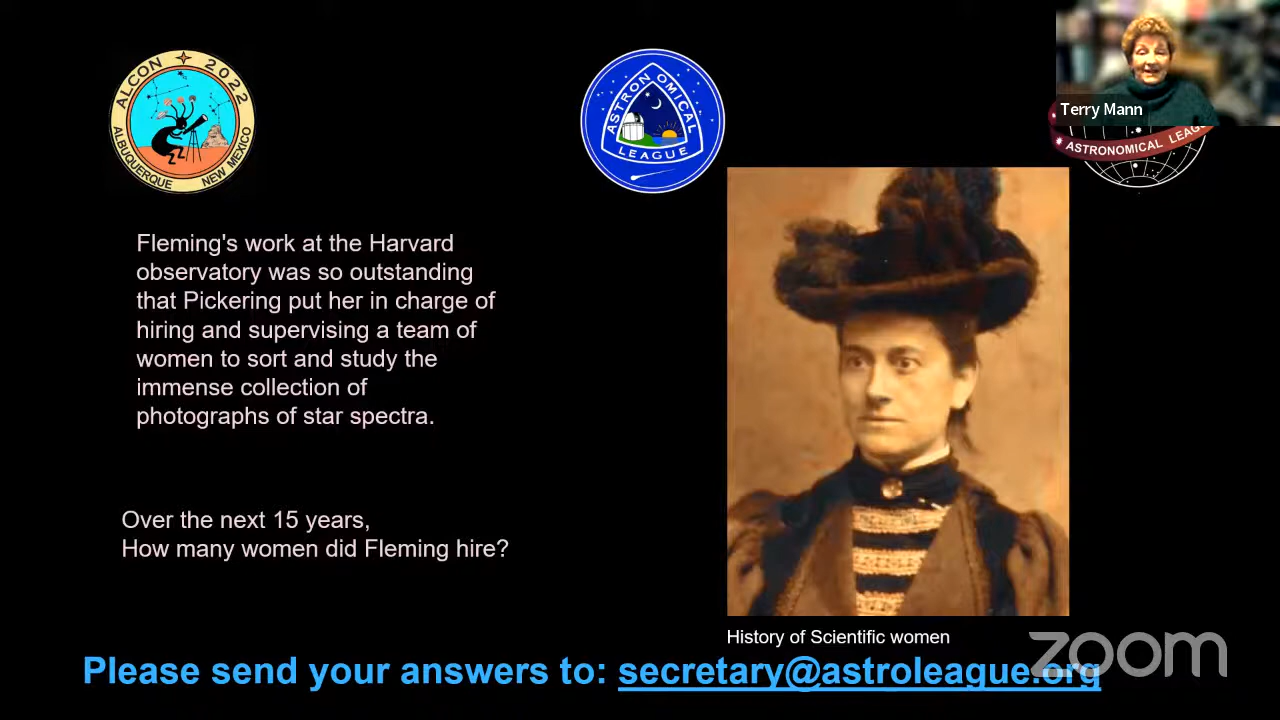 ALCON 2022
ALBUQUERQUE NEW MEXICO
ASTRONOMICAL
LEAGUE
Terry Mann
ASTRONOMICAL LEAG
Fleming's work at the Harvard
observatory was so outstanding
that Pickering put her in charge of
hiring and supervising a team of
women to sort and study the
immense collection of
photographs of star spectra.
Over the next 15 years,
How many women did Fleming hire?
History of Scientific women
Please send your answers to: secretary@astroleague.org
zoom